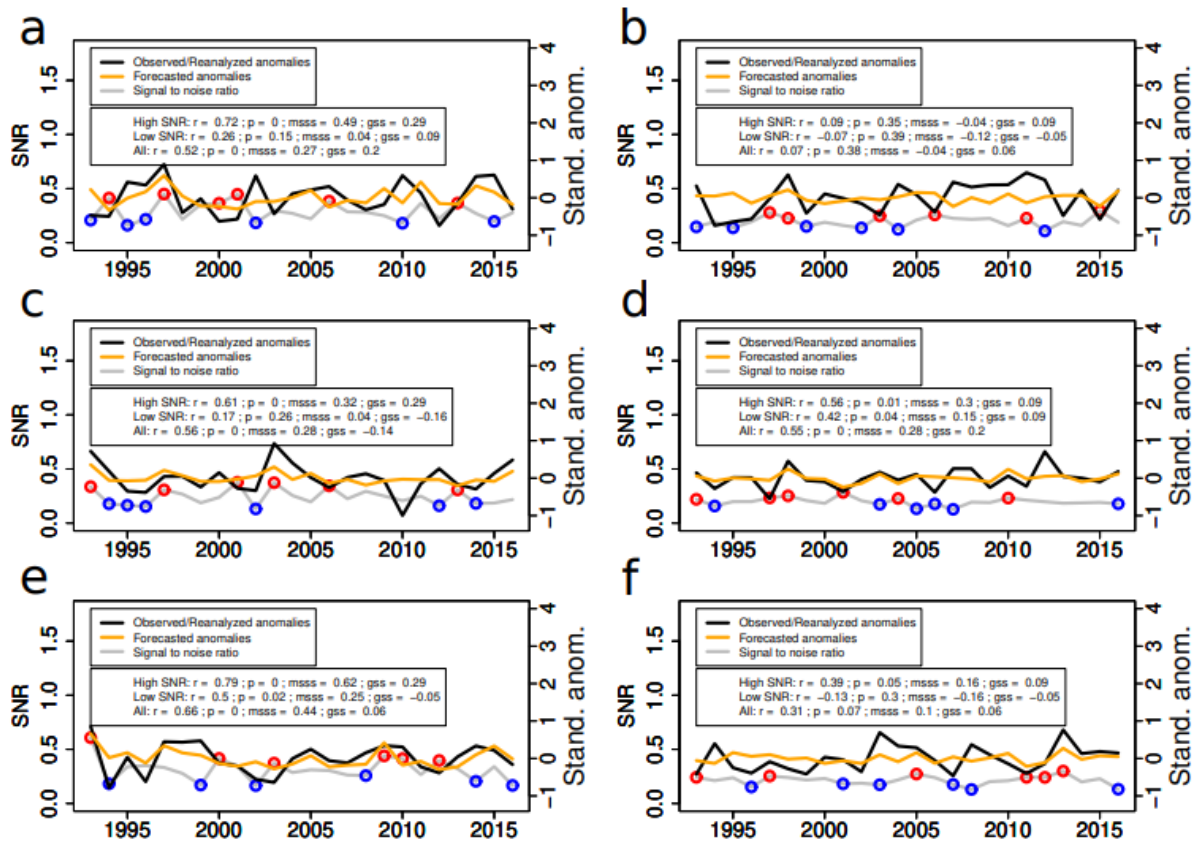 a
Observed/Reanalyzed anomalies
Forecasted anomalies
Signal to noise ratio
High SNR: r = 0.72 ; p = 0 ; msss = 0.49 ; gss = 0.29
Low SNR: r = 0.26 ; p = 0.15 ; msss = 0.04 ; gss = 0.09
All: r = 0.52 ; p = 0 ; msss = 0.27 ; gss = 0.2
SNR
0.0 0.5 1.0 1.5
Stand. anom.
−1 0 1 2 3 4
1995 2000 2005 2010 2015
b
Observed/Reanalyzed anomalies
Forecasted anomalies
Signal to noise ratio
High SNR: r = 0.09 ; p = 0.35 ; msss = −0.04 ; gss = 0.09
Low SNR: r = −0.07 ; p = 0.39 ; msss = −0.12 ; gss = −0.05
All: r = 0.07 ; p = 0.38 ; msss = −0.04 ; gss = 0.06
SNR
0.0 0.5 1.0 1.5
Stand. anom.
−1 0 1 2 3 4
1995 2000 2005 2010 2015
c
Observed/Reanalyzed anomalies
Forecasted anomalies
Signal to noise ratio
High SNR: r = 0.61 ; p = 0 ; msss = 0.32 ; gss = 0.29
Low SNR: r = 0.17 ; p = 0.26 ; msss = 0.04 ; gss = −0.16
All: r = 0.56 ; p = 0 ; msss = 0.28 ; gss = −0.14
SNR
0.0 0.5 1.0 1.5
Stand. anom.
−1 0 1 2 3 4
1995 2000 2005 2010 2015
d
Observed/Reanalyzed anomalies
Forecasted anomalies
Signal to noise ratio
High SNR: r = 0.56 ; p = 0.01 ; msss = 0.3 ; gss = 0.09
Low SNR: r = 0.42 ; p = 0.04 ; msss = 0.15 ; gss = 0.09
All: r = 0.55 ; p = 0 ; msss = 0.28 ; gss = 0.2
SNR
0.0 0.5 1.0 1.5
Stand. anom.
−1 0 1 2 3 4
1995 2000 2005 2010 2015
e
Observed/Reanalyzed anomalies
Forecasted anomalies
Signal to noise ratio
High SNR: r = 0.79 ; p = 0 ; msss = 0.62 ; gss = 0.29
Low SNR: r = 0.5 ; p = 0.02 ; msss = 0.25 ; gss = −0.05
All: r = 0.66 ; p = 0 ; msss = 0.44 ; gss = 0.06
SNR
0.0 0.5 1.0 1.5
Stand. anom.
−1 0 1 2 3 4
1995 2000 2005 2010 2015
f
Observed/Reanalyzed anomalies
Forecasted anomalies
Signal to noise ratio
High SNR: r = 0.39 ; p = 0.05 ; msss = 0.16 ; gss = 0.09
Low SNR: r = −0.13 ; p = 0.3 ; msss = −0.16 ; gss = −0.05
All: r = 0.31 ; p = 0.07 ; msss = 0.1 ; gss = 0.06
SNR
0.0 0.5 1.0 1.5
Stand. anom.
−1 0 1 2 3 4
1995 2000 2005 2010 2015